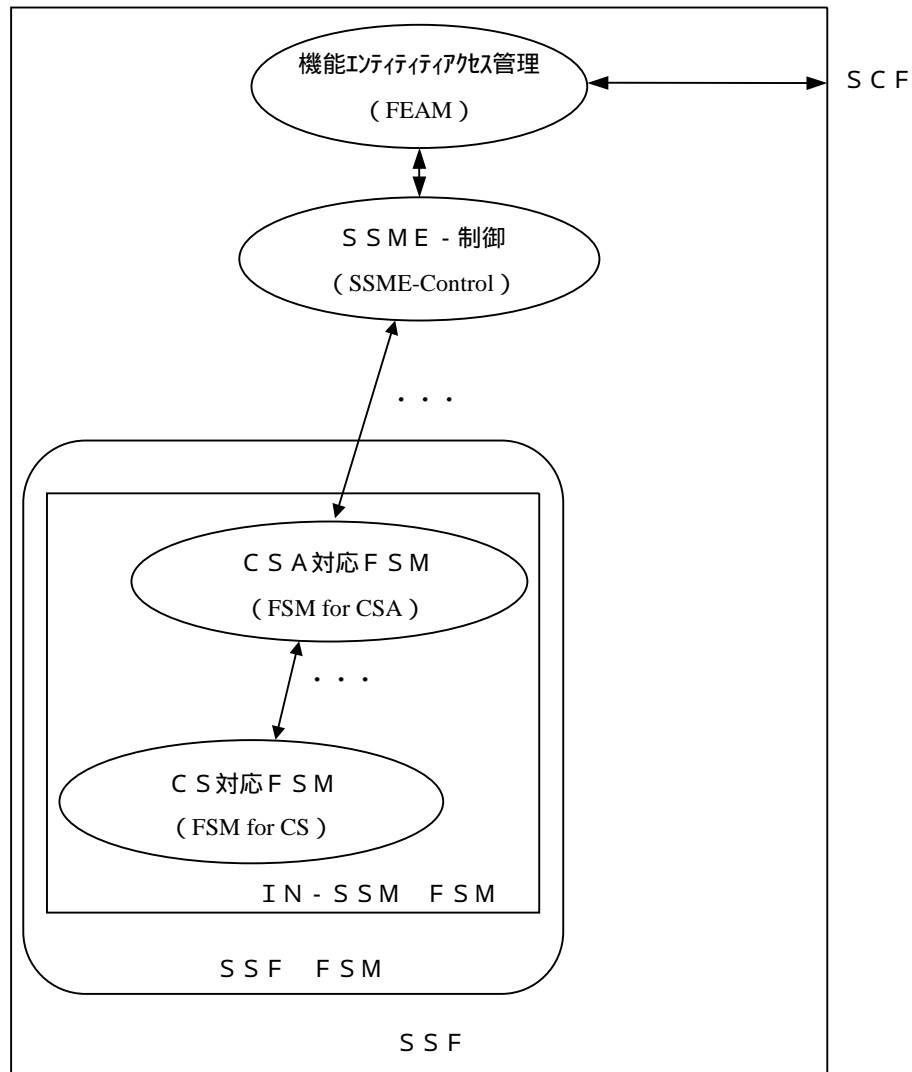 機能ｴﾝﾃｨﾃｨﾃｨｱｸｾｽ管理
( FEAM )
ＳＣＦ
ＳＳＭＥ‐制御
( SSME-Control )
・・・
ＣＳＡ対応ＦＳＭ
( FSM for CSA )
・・・
ＣＳ対応ＦＳＭ
( FSM for CS )
ＩＮ‐ＳＳＭ　ＦＳＭ
ＳＳＦ　ＦＳＭ
ＳＳＦ